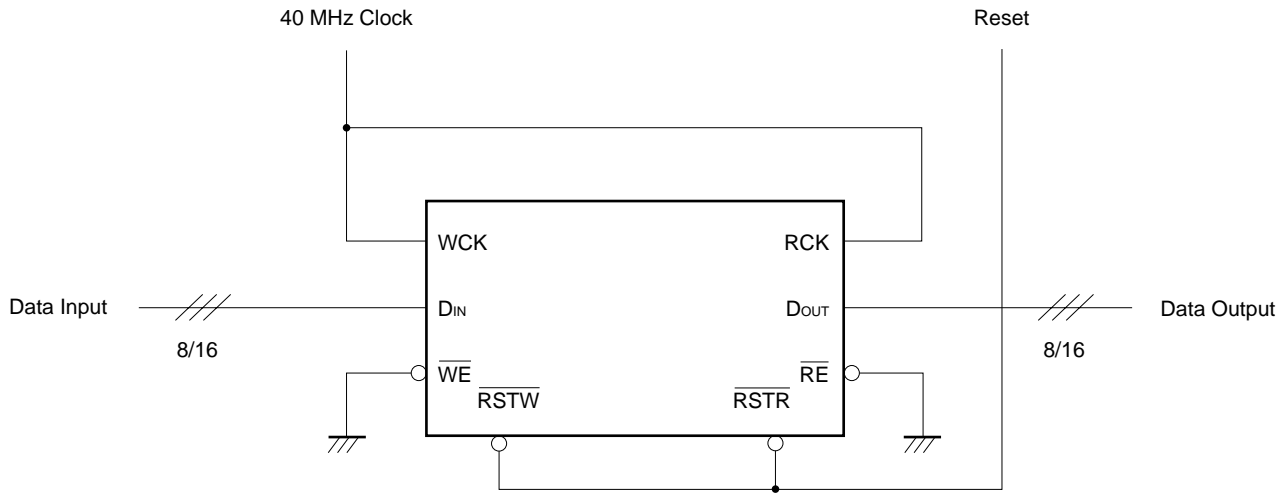 40 MHz Clock
Reset
WCK
RCK
Data Input
DIN
DOUT
Data Output
8/16
8/16
WE
RE
RSTW
RSTR